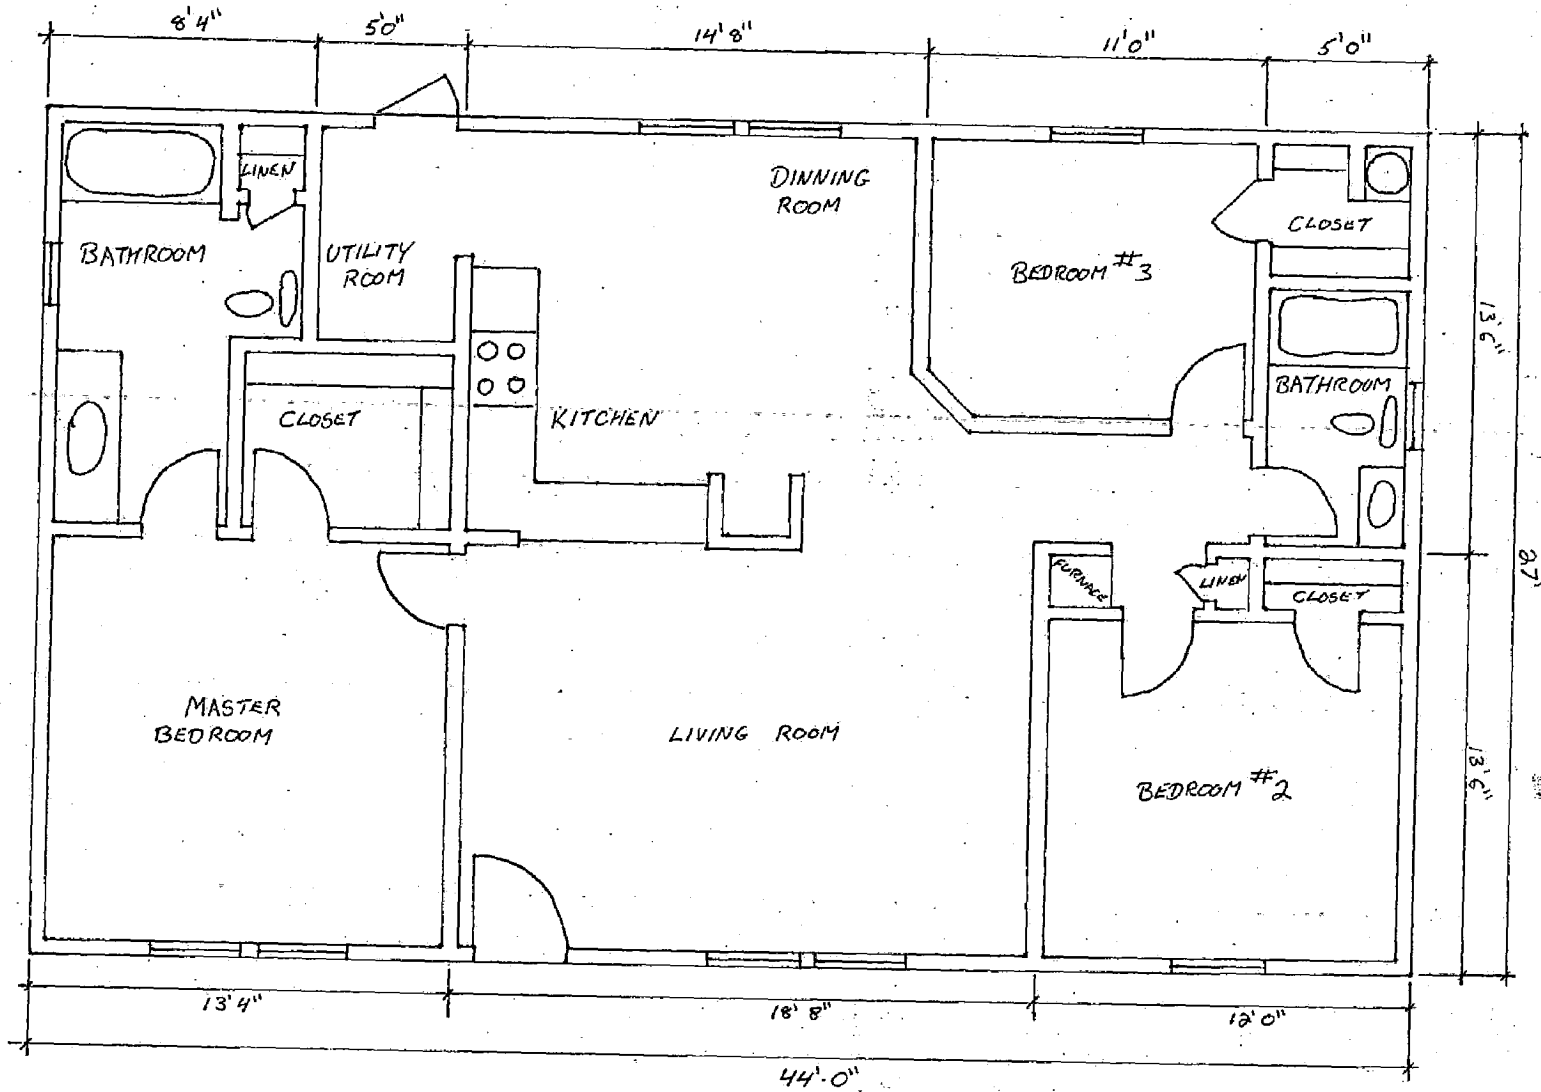 8'4"
5'0"
14'8"
11'0"
5'0"
LINEN
DINNING
ROOM
CLOSET
BATHROOM
UTILITY
ROOM
BEDROOM #3
13'6"
BATHROOM
CLOSET
KITCHEN
27'
FURNACE
LINEN
CLOSET
MASTER
BEDROOM
LIVING ROOM
BEDROOM #2
13'6"
13'4"
18'8"
12'0"
44'-0"